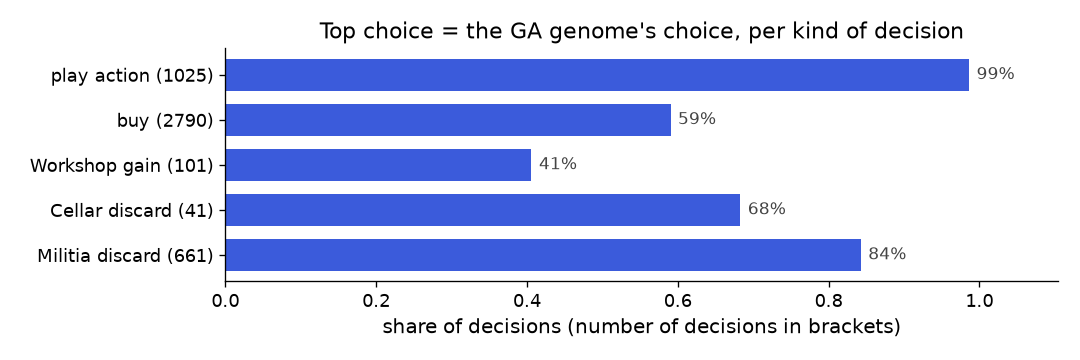 Top choice = the GA genome's choice, per kind of decision
play action (1025)
99%
buy (2790)
59%
Workshop gain (101)
41%
Cellar discard (41)
68%
Militia discard (661)
84%
0.0 0.2 0.4 0.6 0.8 1.0
share of decisions (number of decisions in brackets)